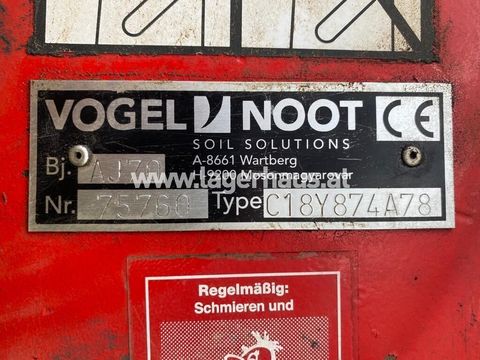 VOGEL NOOT CE
SOIL SOLUTIONS
A-8661 Wartberg
Bj. AJ79 H-9200 Mosonmagyaróvár
www.lagerhaus.at
Nr. 75760 Type C18Y874A78
Regelmäßig:
Schmieren und